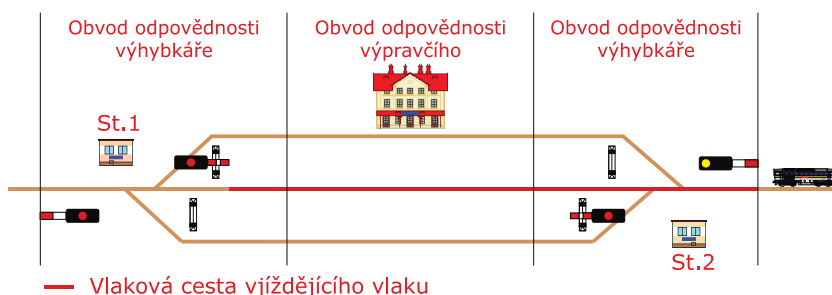 Obvod odpovědnosti
výhybkáře
Obvod odpovědnosti
výpravčího
Obvod odpovědnosti
výhybkáře
St.1
St.2
Vlaková cesta vjíždějícího vlaku